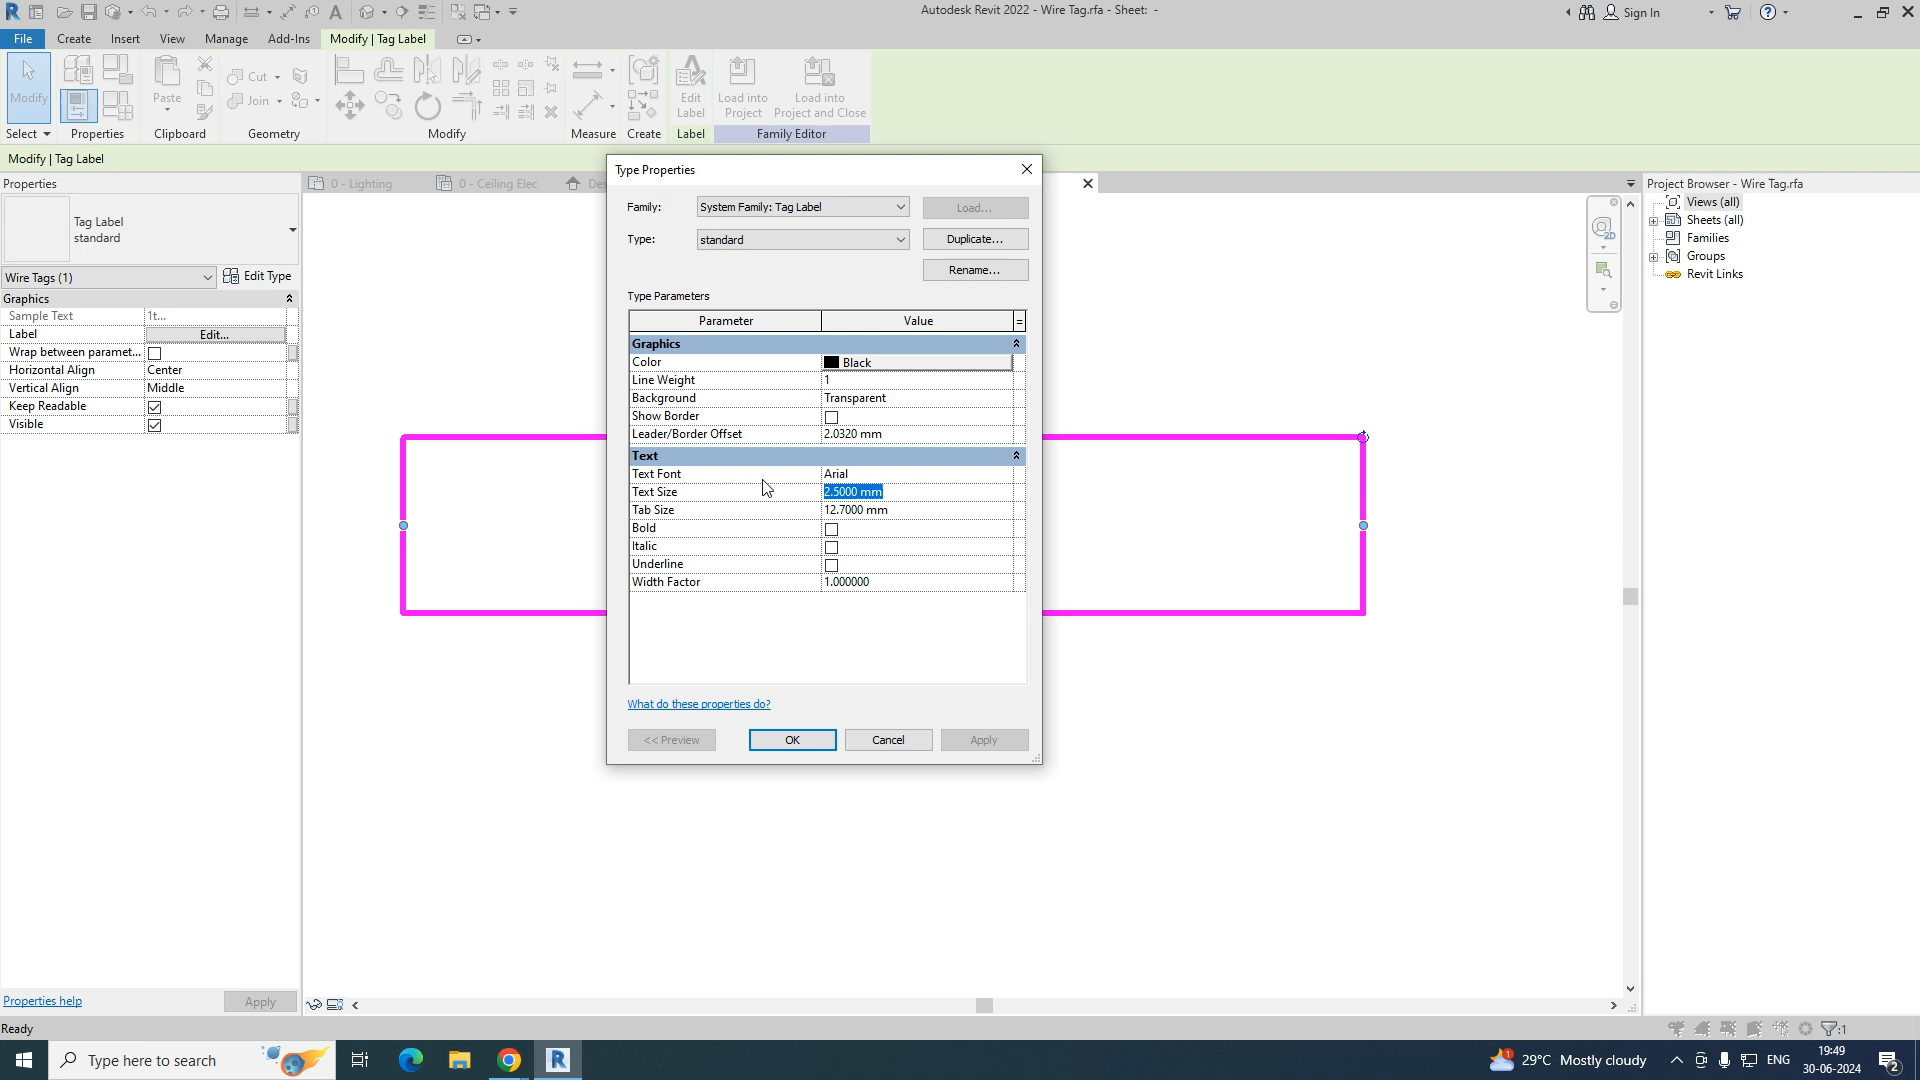 Autodesk Revit 2022 - Wire Tag.rfa - Sheet: -
Sign In
File
Create
Insert
View
Manage
Add-Ins
Modify | Tag Label
Modify
Cut
Join
Paste
Edit
Label
Load into
Project
Load into
Project and Close
Select
Properties
Clipboard
Geometry
Modify
Measure
Create
Label
Family Editor
Modify | Tag Label
Properties
Tag Label
standard
Wire Tags (1)
Edit Type
Graphics
Sample Text 1t...
Label Edit...
Wrap between paramet...
Horizontal Align Center
Vertical Align Middle
Keep Readable
Visible
Properties help
Apply
Ready
0 - Lighting
0 - Ceiling Elec
Type Properties
Family: System Family: Tag Label Load...
Type: standard Duplicate...
Rename...
Type Parameters
Parameter Value =
Graphics
Color Black
Line Weight 1
Background Transparent
Show Border
Leader/Border Offset 2.0320 mm
Text
Text Font Arial
Text Size 2.5000 mm
Tab Size 12.7000 mm
Bold
Italic
Underline
Width Factor 1.000000
What do these properties do?
<< Preview
OK
Cancel
Apply
2D
Project Browser - Wire Tag.rfa
Views (all)
Sheets (all)
Families
Groups
Revit Links
:1
Type here to search
29°C Mostly cloudy
ENG
19:49
30-06-2024
2